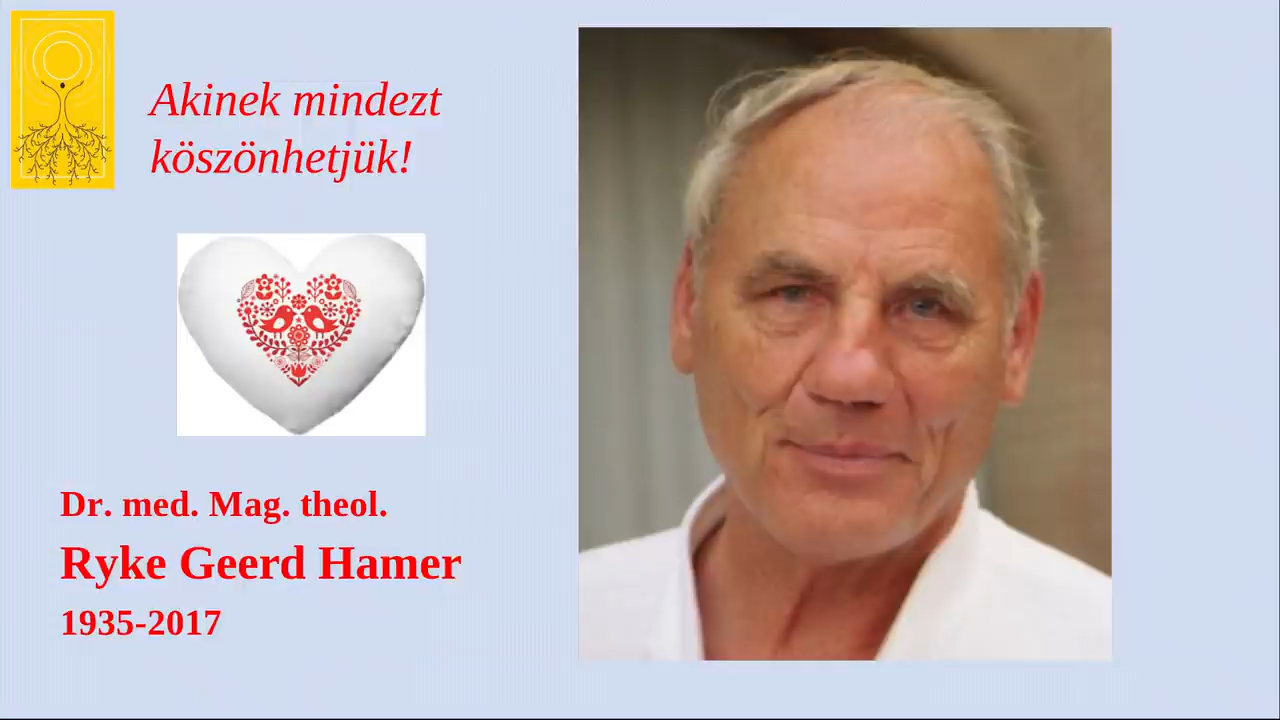 Akinek mindezt
köszönhetjük!
Dr. med. Mag. theol.
Ryke Geerd Hamer
1935-2017